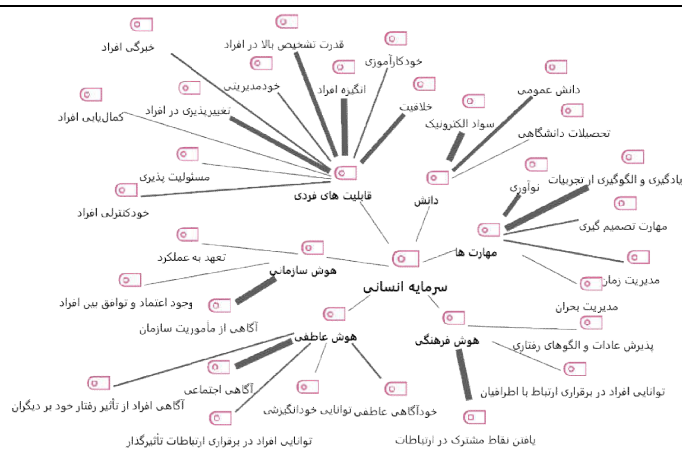 قدرت تشخیص بالا در افراد
خبرگی افراد
خودکارآموزی
خودمدیریتی
انگیزه افراد
دانش عمومی
تغییرپذیری در افراد
خلاقیت
کمال‌یابی افراد
سواد الکترونیک
تحصیلات دانشگاهی
مسئولیت پذیری
یادگیری و الگوگیری از تجربیات
نوآوری
قابلیت های فردی
دانش
خودکنترلی افراد
مهارت تصمیم گیری
مهارت ها
تعهد به عملکرد
هوش سازمانی
مدیریت زمان
سرمایه انسانی
وجود اعتماد و توافق بین افراد
مدیریت بحران
آگاهی از مأموریت سازمان
هوش عاطفی
هوش فرهنگی
پذیرش عادات و الگوهای رفتاری
آگاهی اجتماعی
توانایی افراد در برقراری ارتباط با اطرافیان
آگاهی افراد از تأثیر رفتار خود بر دیگران
توانایی خودانگیزشی
خودآگاهی عاطفی
توانایی افراد در برقراری ارتباطات تأثیرگذار
یافتن نقاط مشترک در ارتباطات